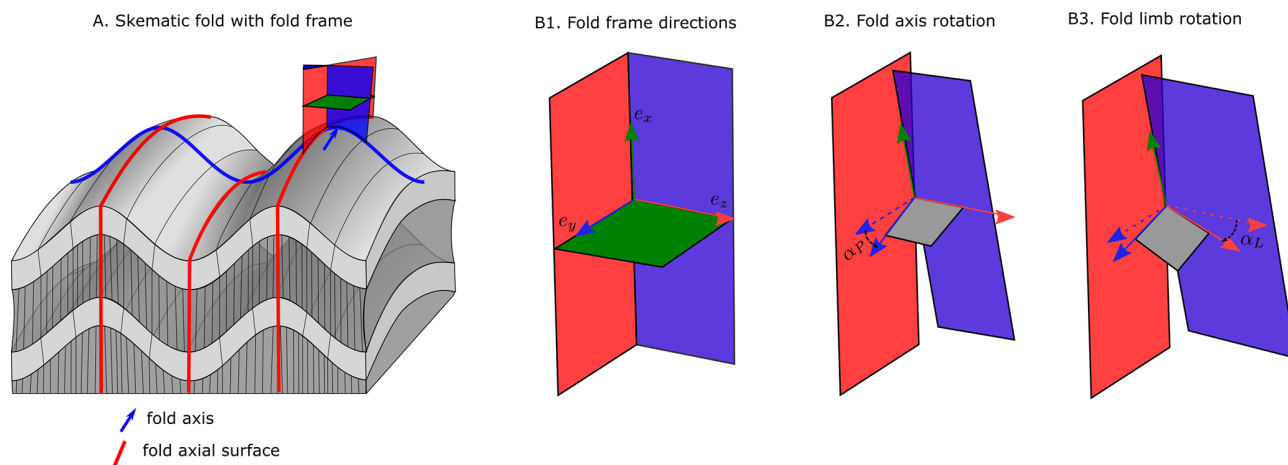 A. Skematic fold with fold frame
B1. Fold frame directions
B2. Fold axis rotation
B3. Fold limb rotation
e_x
e_y
e_z
α_P
α_L
fold axis
fold axial surface